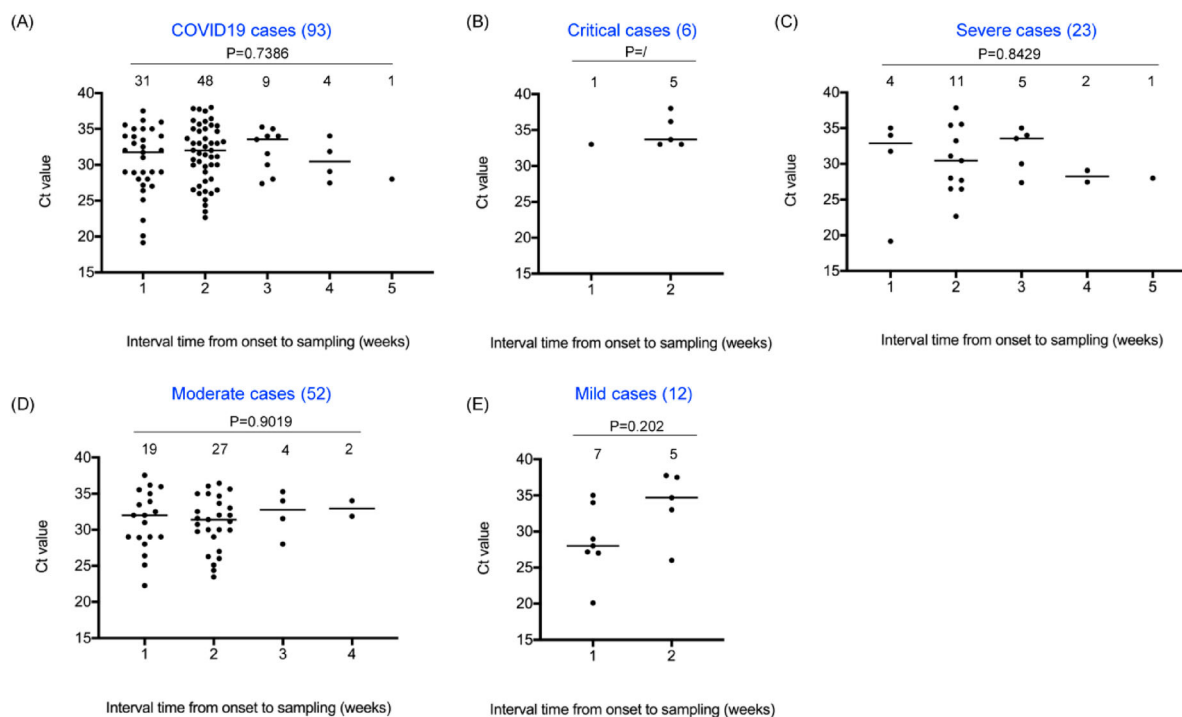 (A)
COVID19 cases (93)
P=0.7386
31 48 9 4 1
40
35
30
25
20
15
Ct value
1 2 3 4 5
Interval time from onset to sampling (weeks)
(B)
Critical cases (6)
P=/
1 5
40
35
30
25
20
15
Ct value
1 2
Interval time from onset to sampling (weeks)
(C)
Severe cases (23)
P=0.8429
4 11 5 2 1
40
35
30
25
20
15
Ct value
1 2 3 4 5
Interval time from onset to sampling (weeks)
(D)
Moderate cases (52)
P=0.9019
19 27 4 2
40
35
30
25
20
15
Ct value
1 2 3 4
Interval time from onset to sampling (weeks)
(E)
Mild cases (12)
P=0.202
7 5
40
35
30
25
20
15
Ct value
1 2
Interval time from onset to sampling (weeks)